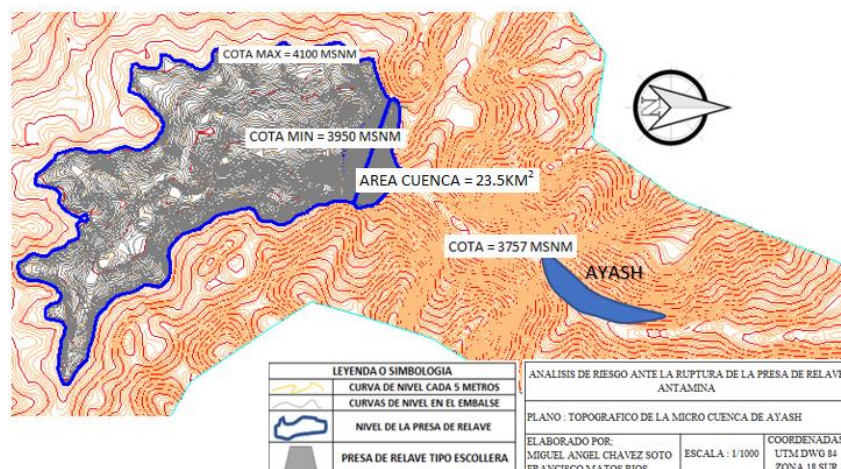 COTA MAX = 4100 MSNM
N
COTA MIN = 3950 MSNM
AREA CUENCA = 23.5KM²
COTA = 3757 MSNM
AYASH
LEYENDA O SIMBOLOGIA
CURVA DE NIVEL CADA 5 METROS
CURVAS DE NIVEL EN EL EMBALSE
NIVEL DE LA PRESA DE RELAVE
PRESA DE RELAVE TIPO ESCOLLERA
ANALISIS DE RIESGO ANTE LA RUPTURA DE LA PRESA DE RELAVE
ANTAMINA
PLANO : TOPOGRAFICO DE LA MICRO CUENCA DE AYASH
ELABORADO POR:
MIGUEL ANGEL CHAVEZ SOTO
FRANCISCO MATOS RIOS
ESCALA : 1/1000
COORDENADAS
UTM DWG 84
ZONA 18 SUR